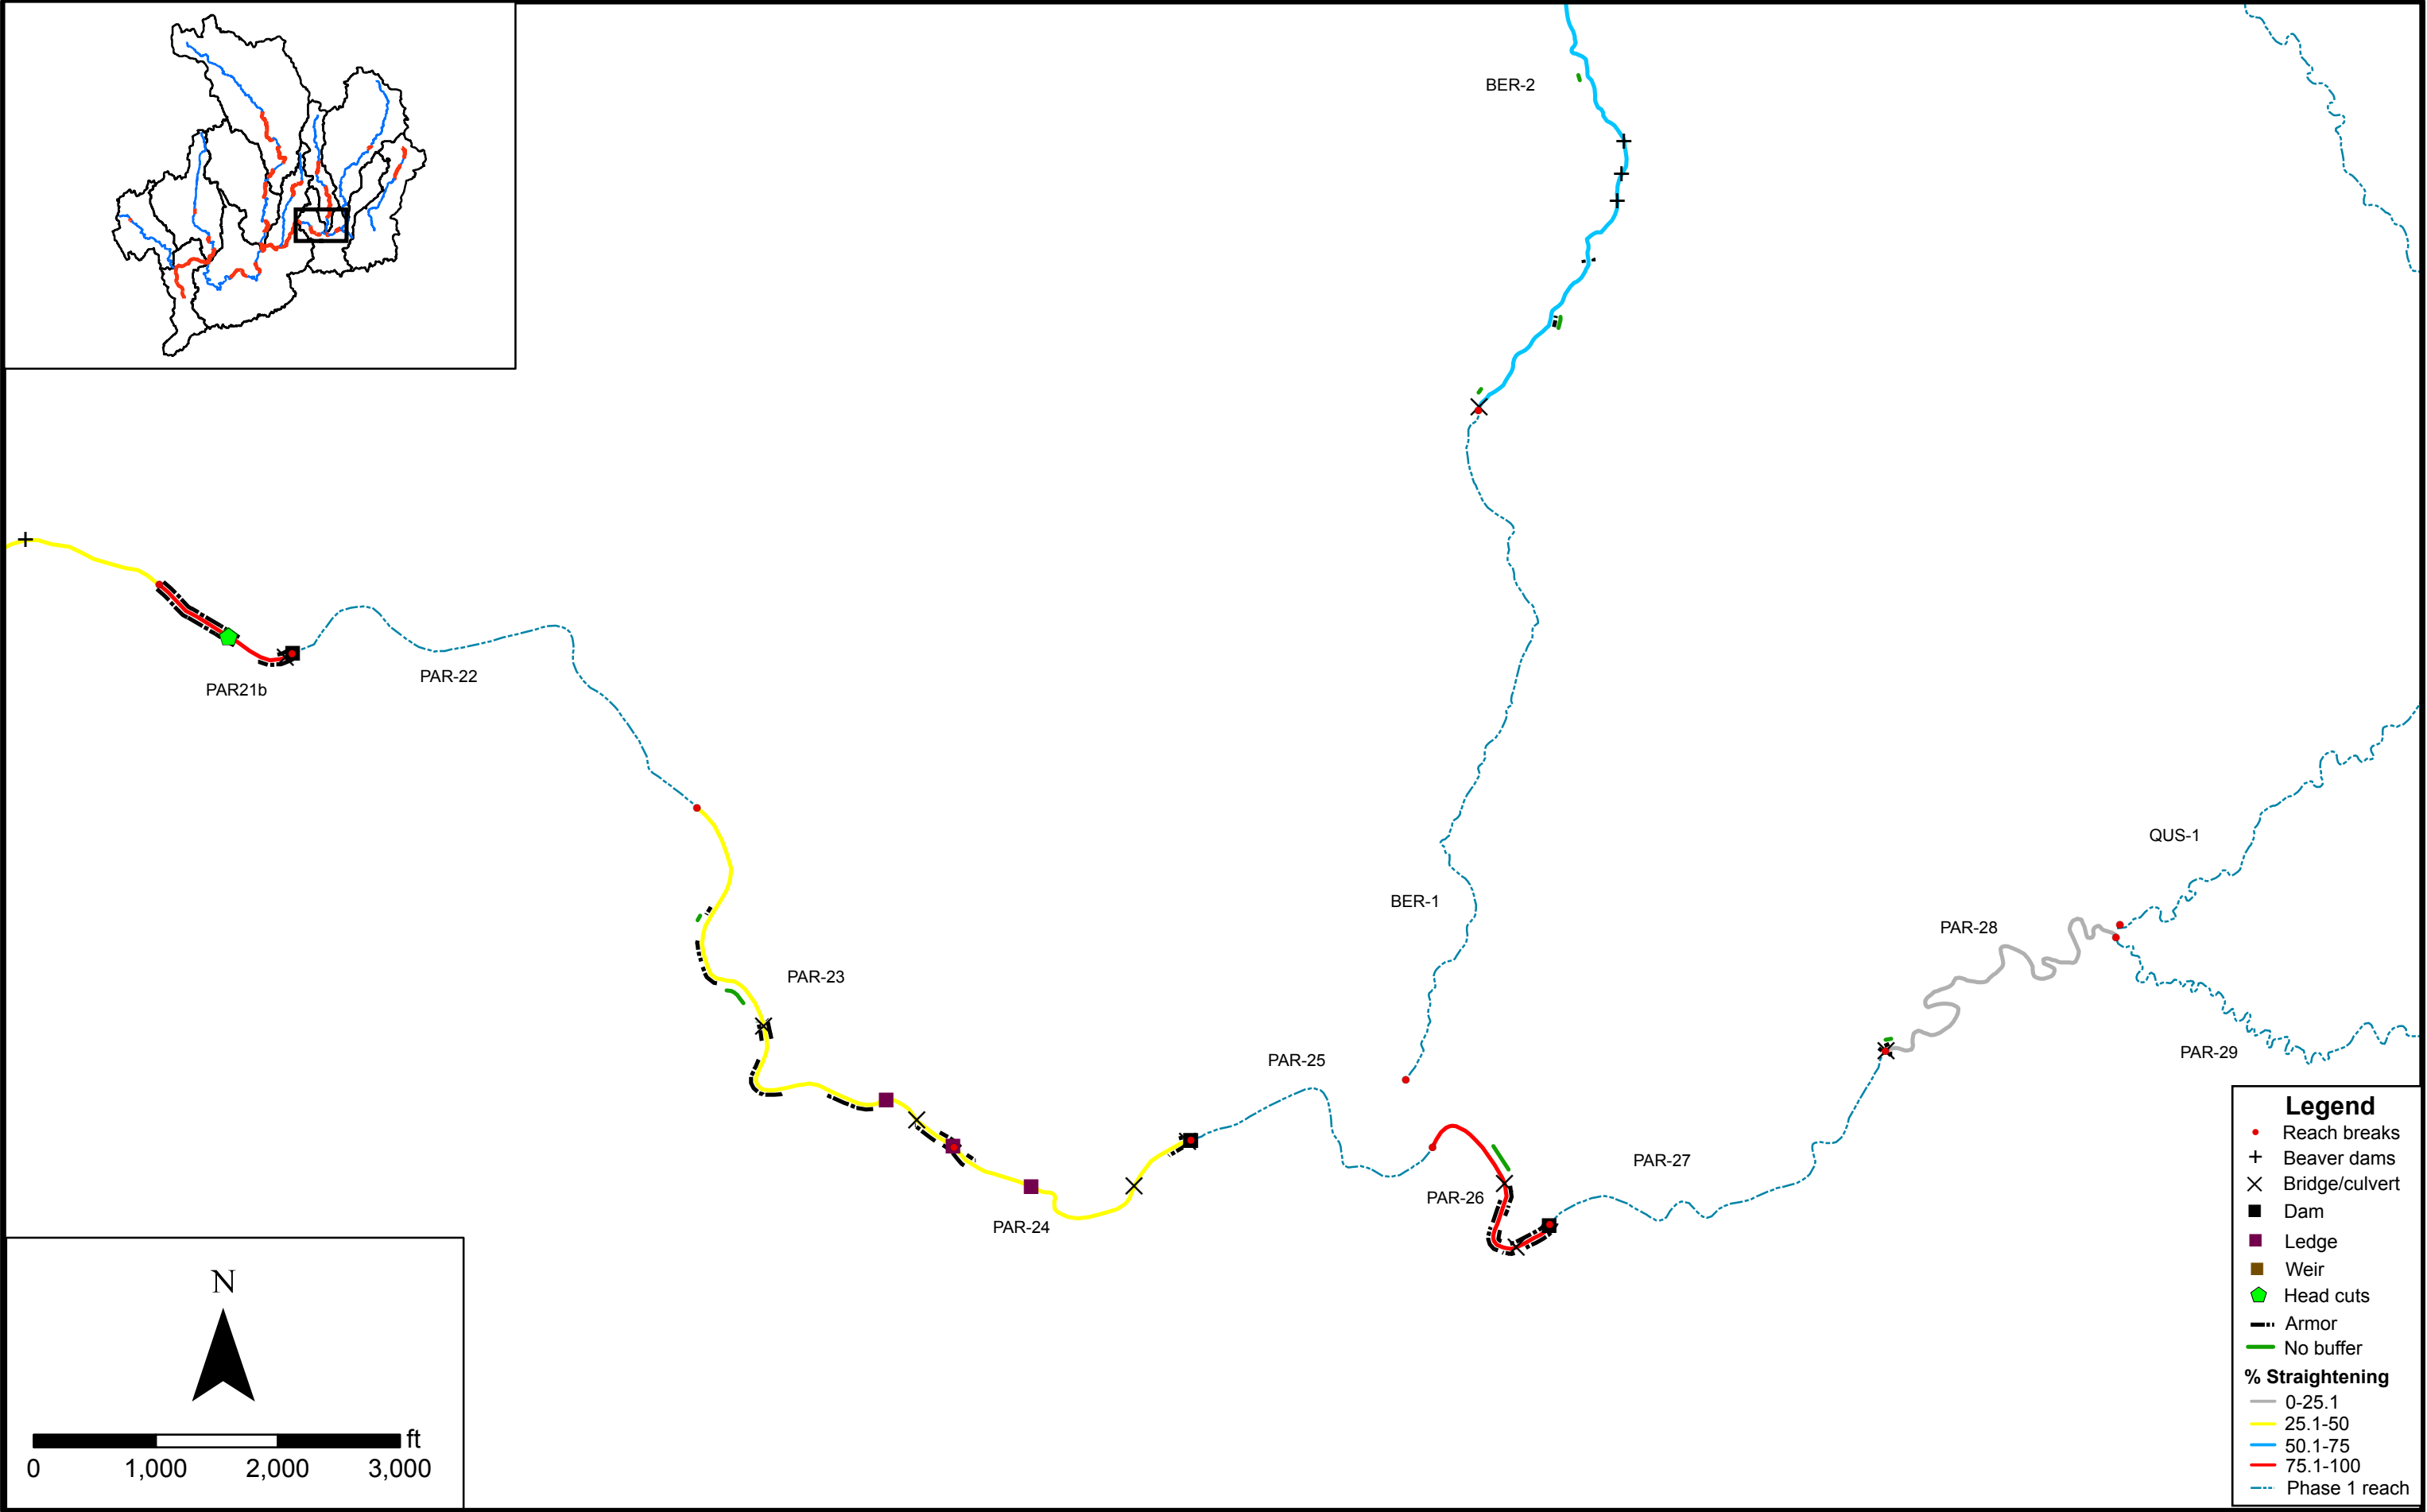 BER-2
PAR21b
PAR-22
QUS-1
BER-1
PAR-28
PAR-23
PAR-25
PAR-29
PAR-27
PAR-26
PAR-24
Legend
Reach breaks
Beaver dams
Bridge/culvert
Dam
Ledge
Weir
Head cuts
Armor
No buffer
% Straightening
0-25.1
25.1-50
50.1-75
75.1-100
Phase 1 reach
N
ft
0 1,000 2,000 3,000